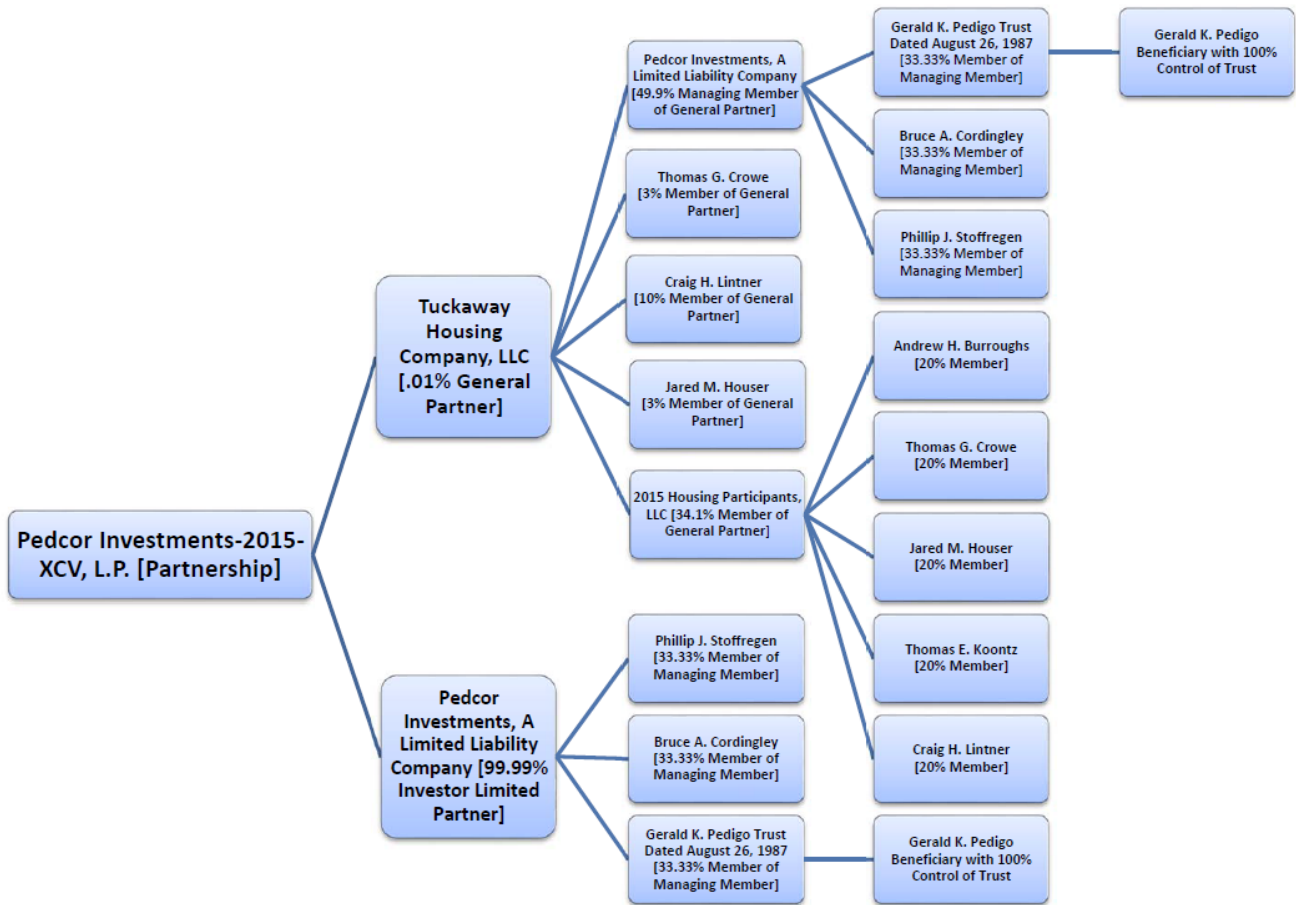 Pedcor Investments-2015-
XCV, L.P. [Partnership]
Tuckaway
Housing
Company, LLC
[.01% General
Partner]
Pedcor Investments, A
Limited Liability Company
[49.9% Managing Member
of General Partner]
Gerald K. Pedigo Trust
Dated August 26, 1987
[33.33% Member of
Managing Member]
Gerald K. Pedigo
Beneficiary with 100%
Control of Trust
Bruce A. Cordingley
[33.33% Member of
Managing Member]
Phillip J. Stoffregen
[33.33% Member of
Managing Member]
Thomas G. Crowe
[3% Member of General
Partner]
Craig H. Lintner
[10% Member of General
Partner]
Jared M. Houser
[3% Member of General
Partner]
2015 Housing Participants,
LLC [34.1% Member of
General Partner]
Andrew H. Burroughs
[20% Member]
Thomas G. Crowe
[20% Member]
Jared M. Houser
[20% Member]
Thomas E. Koontz
[20% Member]
Craig H. Lintner
[20% Member]
Pedcor
Investments, A
Limited Liability
Company [99.99%
Investor Limited
Partner]
Phillip J. Stoffregen
[33.33% Member of
Managing Member]
Bruce A. Cordingley
[33.33% Member of
Managing Member]
Gerald K. Pedigo Trust
Dated August 26, 1987
[33.33% Member of
Managing Member]
Gerald K. Pedigo
Beneficiary with 100%
Control of Trust